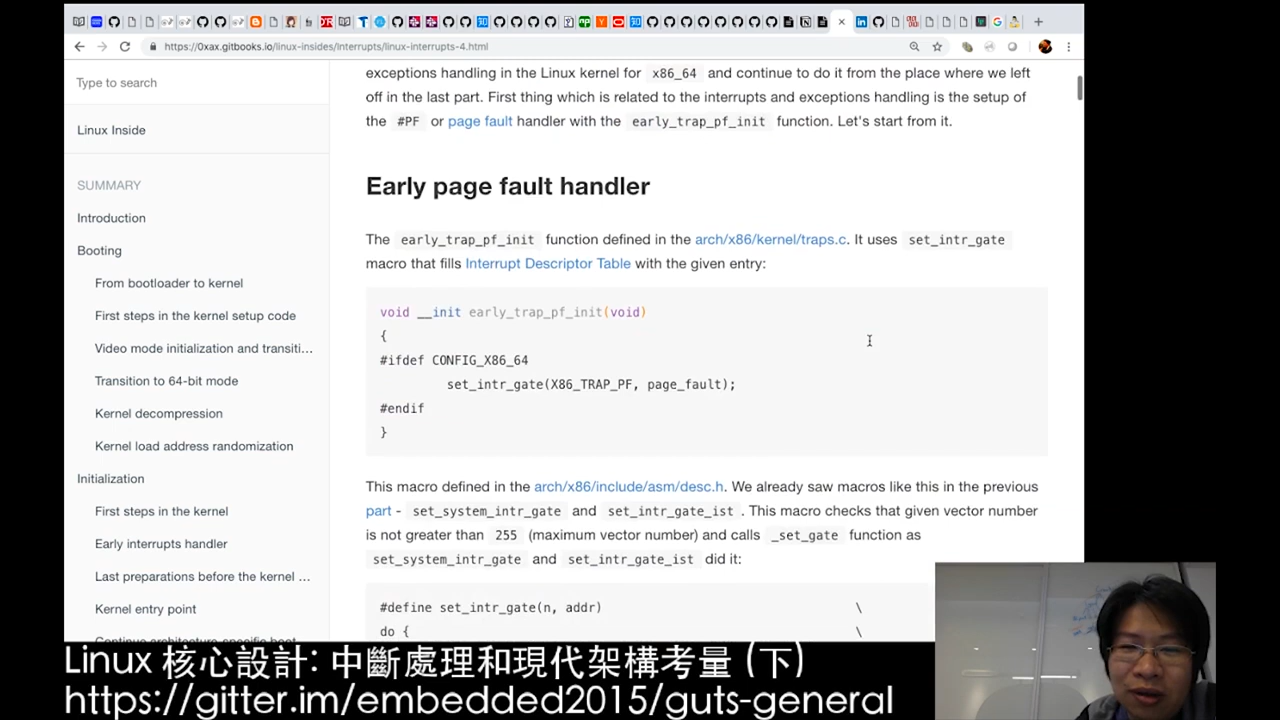 https://0xax.gitbooks.io/linux-insides/interrupts/linux-interrupts-4.html
Type to search
Linux Inside
SUMMARY
Introduction
Booting
From bootloader to kernel
First steps in the kernel setup code
Video mode initialization and transiti...
Transition to 64-bit mode
Kernel decompression
Kernel load address randomization
Initialization
First steps in the kernel
Early interrupts handler
Last preparations before the kernel ...
Kernel entry point
Continue architecture-specific boot
exceptions handling in the Linux kernel for x86_64 and continue to do it from the place where we left
off in the last part. First thing which is related to the interrupts and exceptions handling is the setup of
the #PF or page fault handler with the early_trap_pf_init function. Let's start from it.
Early page fault handler
The early_trap_pf_init function defined in the arch/x86/kernel/traps.c. It uses set_intr_gate
macro that fills Interrupt Descriptor Table with the given entry:
void __init early_trap_pf_init(void)
{
#ifdef CONFIG_X86_64
set_intr_gate(X86_TRAP_PF, page_fault);
#endif
}
This macro defined in the arch/x86/include/asm/desc.h. We already saw macros like this in the previous
part - set_system_intr_gate and set_intr_gate_ist . This macro checks that given vector number
is not greater than 255 (maximum vector number) and calls _set_gate function as
set_system_intr_gate and set_intr_gate_ist did it:
#define set_intr_gate(n, addr) \
do { \
Linux 核心設計: 中斷處理和現代架構考量 (下)
https://gitter.im/embedded2015/guts-general